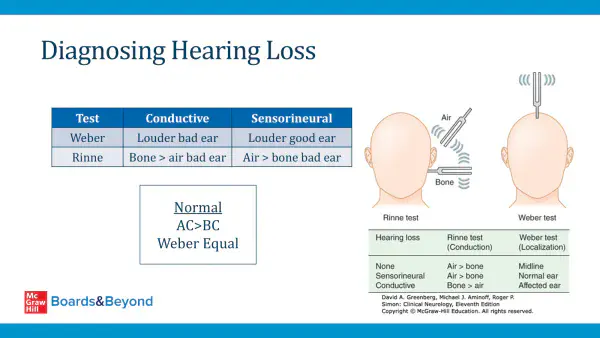 Diagnosing Hearing Loss
Test Conductive Sensorineural
Weber Louder bad ear Louder good ear
Rinne Bone > air bad ear Air > bone bad ear
Normal
AC>BC
Weber Equal
Air
Bone
Rinne test Weber test
Hearing loss Rinne test Weber test
(Conduction) (Localization)
None Air > bone Midline
Sensorineural Air > bone Normal ear
Conductive Bone > air Affected ear
David A. Greenberg, Michael J. Aminoff, Roger P.
Simon: Clinical Neurology, Eleventh Edition
Copyright © McGraw-Hill Education. All rights reserved.
Mc
Graw
Hill
Boards&Beyond